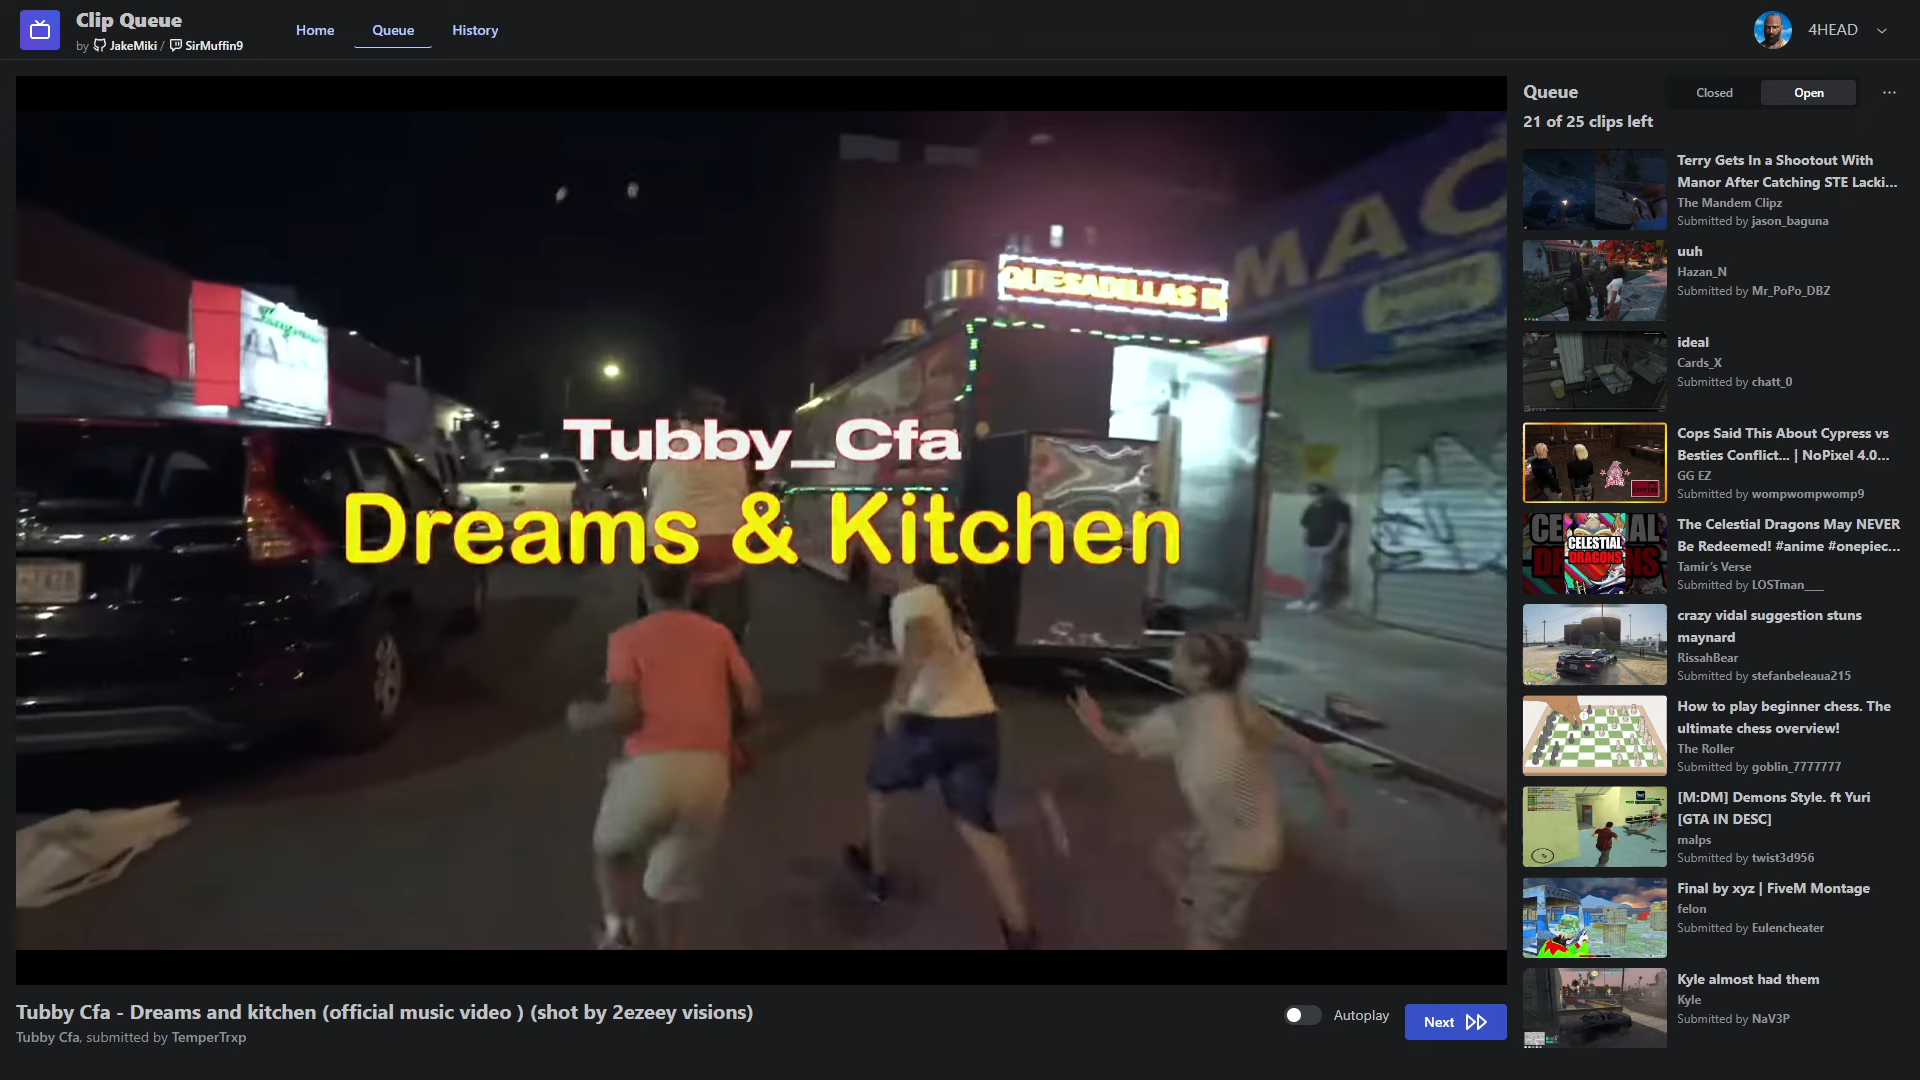 Clip Queue
by JakeMiki / SirMuffin9
Home
Queue
History
4HEAD
QUESADILLAS
MAC
Tubby_Cfa
Dreams & Kitchen
Tubby Cfa - Dreams and kitchen (official music video ) (shot by 2ezeey visions)
Tubby Cfa, submitted by TemperTrxp
Autoplay
Next
Queue
Closed
Open
21 of 25 clips left
Terry Gets In a Shootout With
Manor After Catching STE Lacki...
The Mandem Clipz
Submitted by jason_baguna
uuh
Hazan_N
Submitted by Mr_PoPo_DBZ
ideal
Cards_X
Submitted by chatt_0
Cops Said This About Cypress vs
Besties Conflict... | NoPixel 4.0...
GG EZ
Submitted by wompwompwomp9
CELESTIAL
DRAGONS
The Celestial Dragons May NEVER
Be Redeemed! #anime #onepiec...
Tamir's Verse
Submitted by LOSTman___
crazy vidal suggestion stuns
maynard
RissahBear
Submitted by stefanbeleaua215
How to play beginner chess. The
ultimate chess overview!
The Roller
Submitted by goblin_7777777
[M:DM] Demons Style. ft Yuri
[GTA IN DESC]
malps
Submitted by twist3d956
Final by xyz | FiveM Montage
felon
Submitted by Eulencheater
Kyle almost had them
Kyle
Submitted by NaV3P